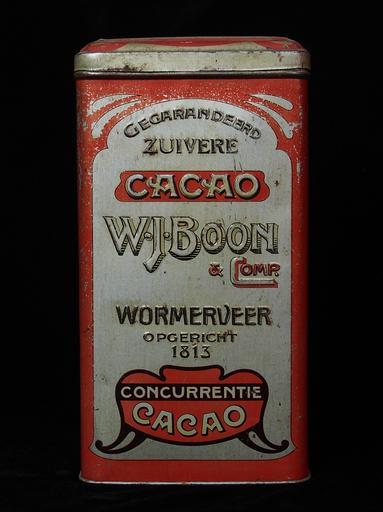 GEGARANDEERD
ZUIVERE
CACAO
W.J.BOON
& COMP.
WORMERVEER
OPGERICHT
1813
CONCURRENTIE
CACAO